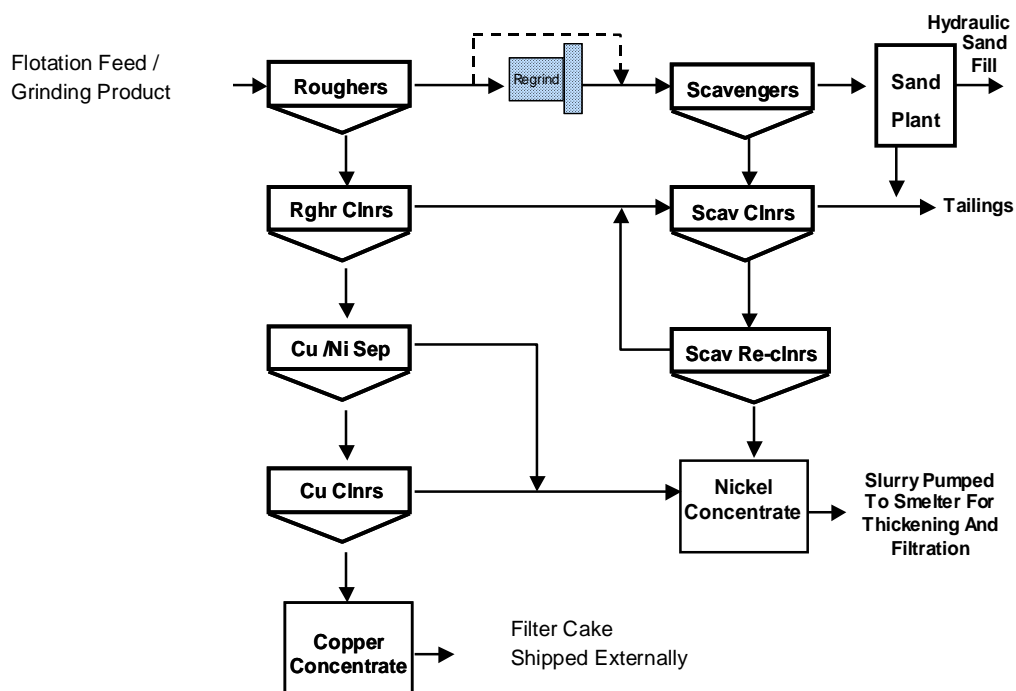 Hydraulic
Sand
Fill
Flotation Feed /
Grinding Product
Roughers
Regrind
Scavengers
Sand
Plant
Rghr Clnrs
Scav Clnrs
Tailings
Cu /Ni Sep
Scav Re-clnrs
Cu Clnrs
Nickel
Concentrate
Slurry Pumped
To Smelter For
Thickening And
Filtration
Copper
Concentrate
Filter Cake
Shipped Externally